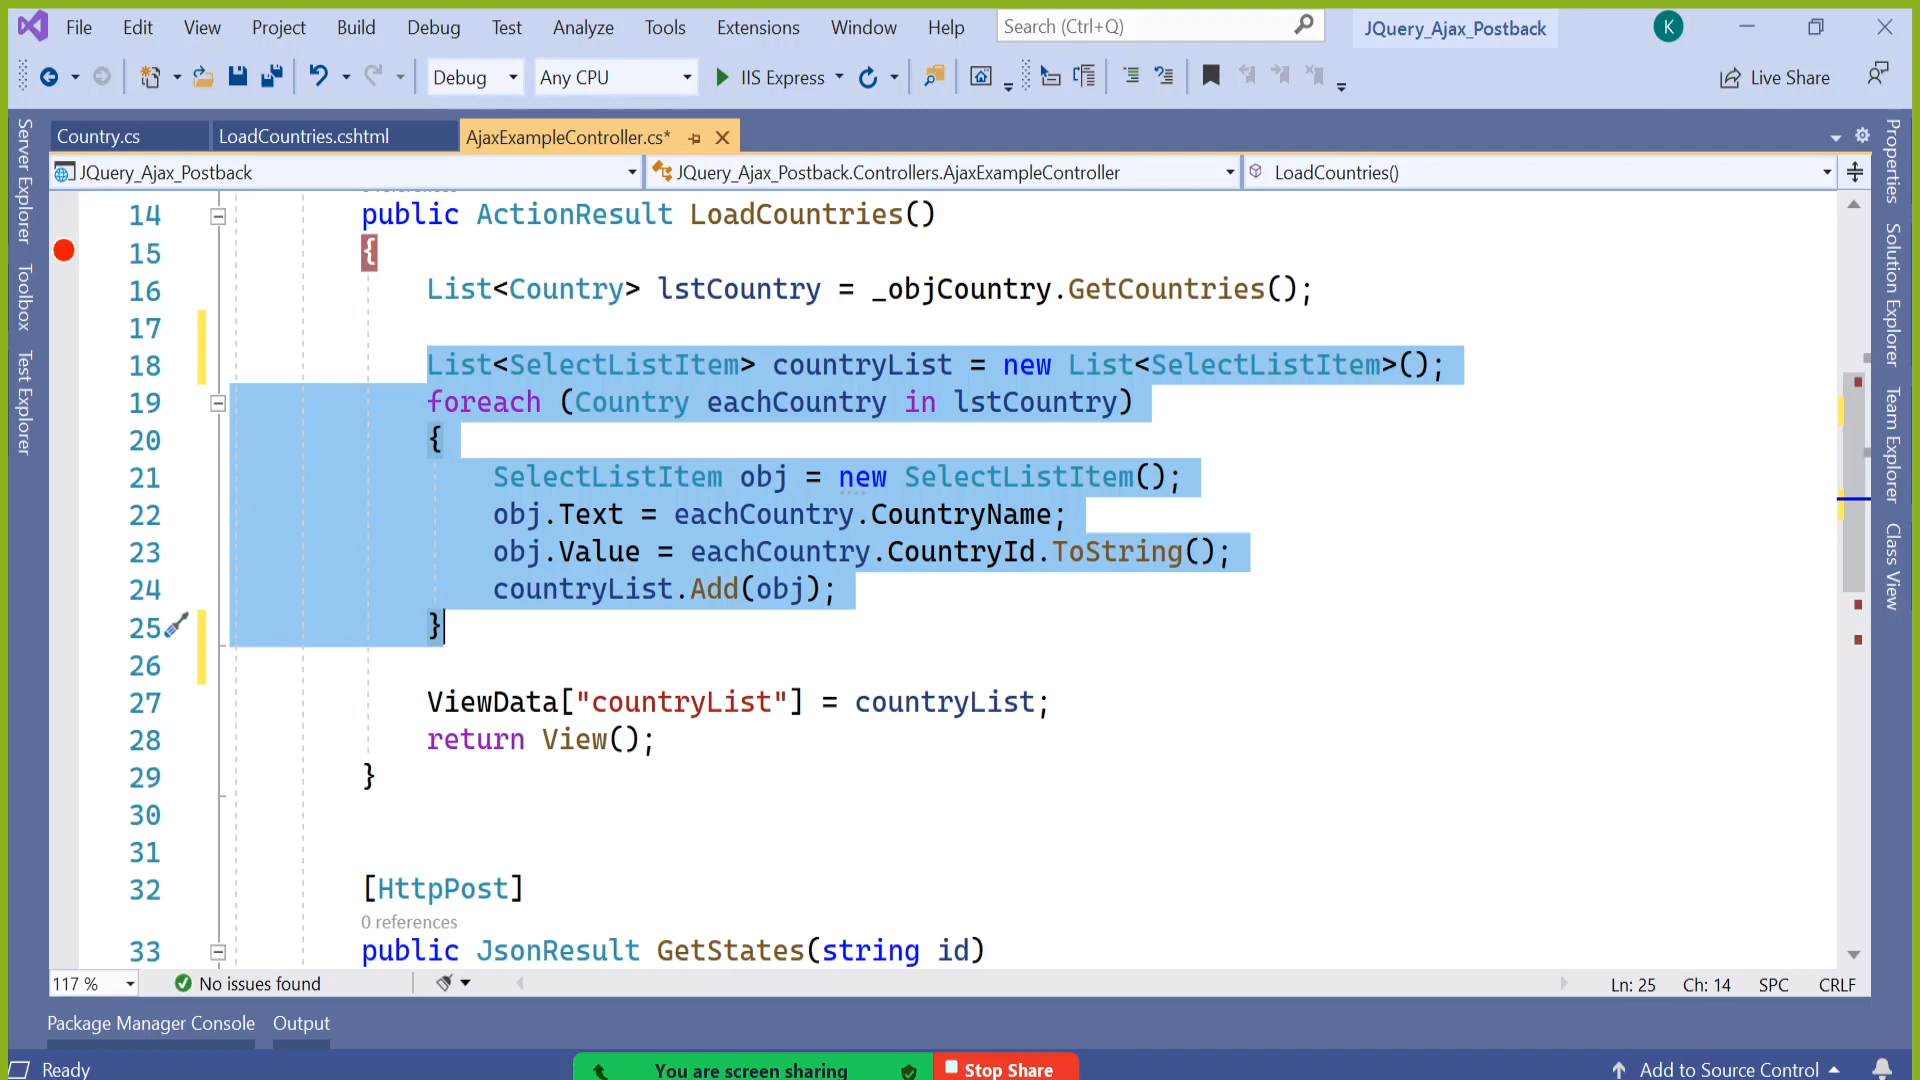 File Edit View Project Build Debug Test Analyze Tools Extensions Window Help Search (Ctrl+Q) JQuery_Ajax_Postback K
Debug Any CPU IIS Express Live Share
Country.cs LoadCountries.cshtml AjaxExampleController.cs*
JQuery_Ajax_Postback JQuery_Ajax_Postback.Controllers.AjaxExampleController LoadCountries()
14 public ActionResult LoadCountries()
15 {
16 List<Country> lstCountry = _objCountry.GetCountries();
17
18 List<SelectListItem> countryList = new List<SelectListItem>();
19 foreach (Country eachCountry in lstCountry)
20 {
21 SelectListItem obj = new SelectListItem();
22 obj.Text = eachCountry.CountryName;
23 obj.Value = eachCountry.CountryId.ToString();
24 countryList.Add(obj);
25 }
26
27 ViewData["countryList"] = countryList;
28 return View();
29 }
30
31
32 [HttpPost]
0 references
33 public JsonResult GetStates(string id)
117 % No issues found Ln: 25 Ch: 14 SPC CRLF
Package Manager Console Output
Ready You are screen sharing Stop Share Add to Source Control
Server Explorer
Toolbox
Test Explorer
Properties
Solution Explorer
Team Explorer
Class View